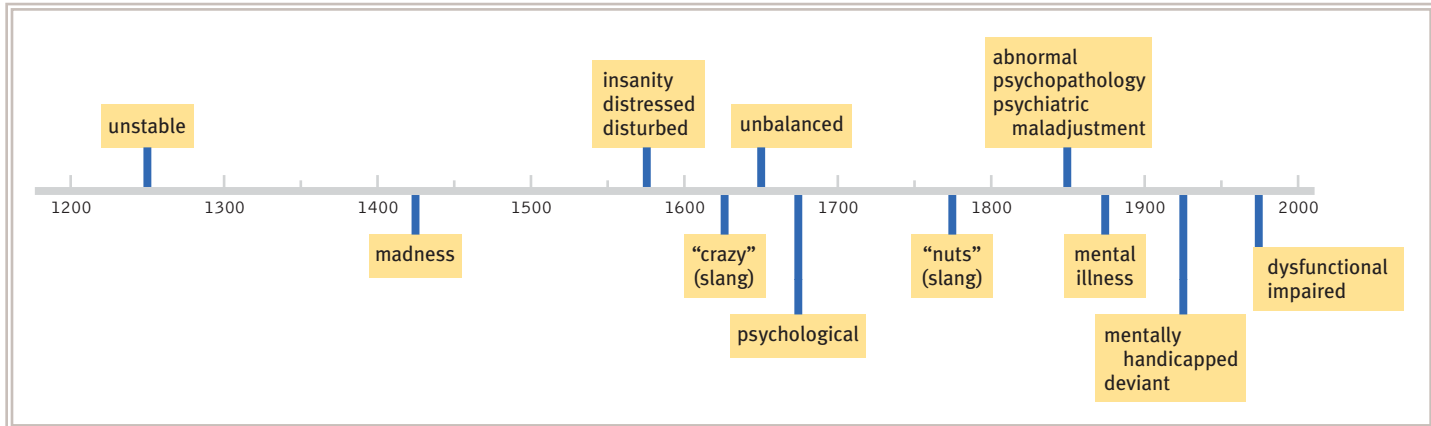 abnormal
psychopathology
psychiatric
maladjustment
insanity
distressed
disturbed
unstable
unbalanced
1200 1300 1400 1500 1600 1700 1800 1900 2000
madness
“crazy”
(slang)
“nuts”
(slang)
mental
illness
dysfunctional
impaired
psychological
mentally
handicapped
deviant